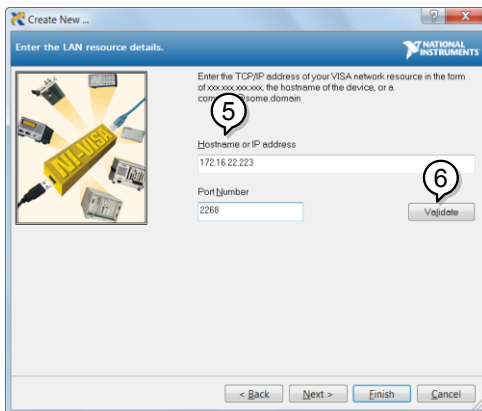 Create New ...
Enter the LAN resource details.
NATIONAL
INSTRUMENTS
Enter the TCP/IP address of your VISA network resource in the form
of xxx.xxx.xxx.xxx, the hostname of the device, or a
some.domain
5
Hostname or IP address
172.16.22.223
6
Port Number
2268
Validate
NI-VISA
< Back
Next >
Finish
Cancel